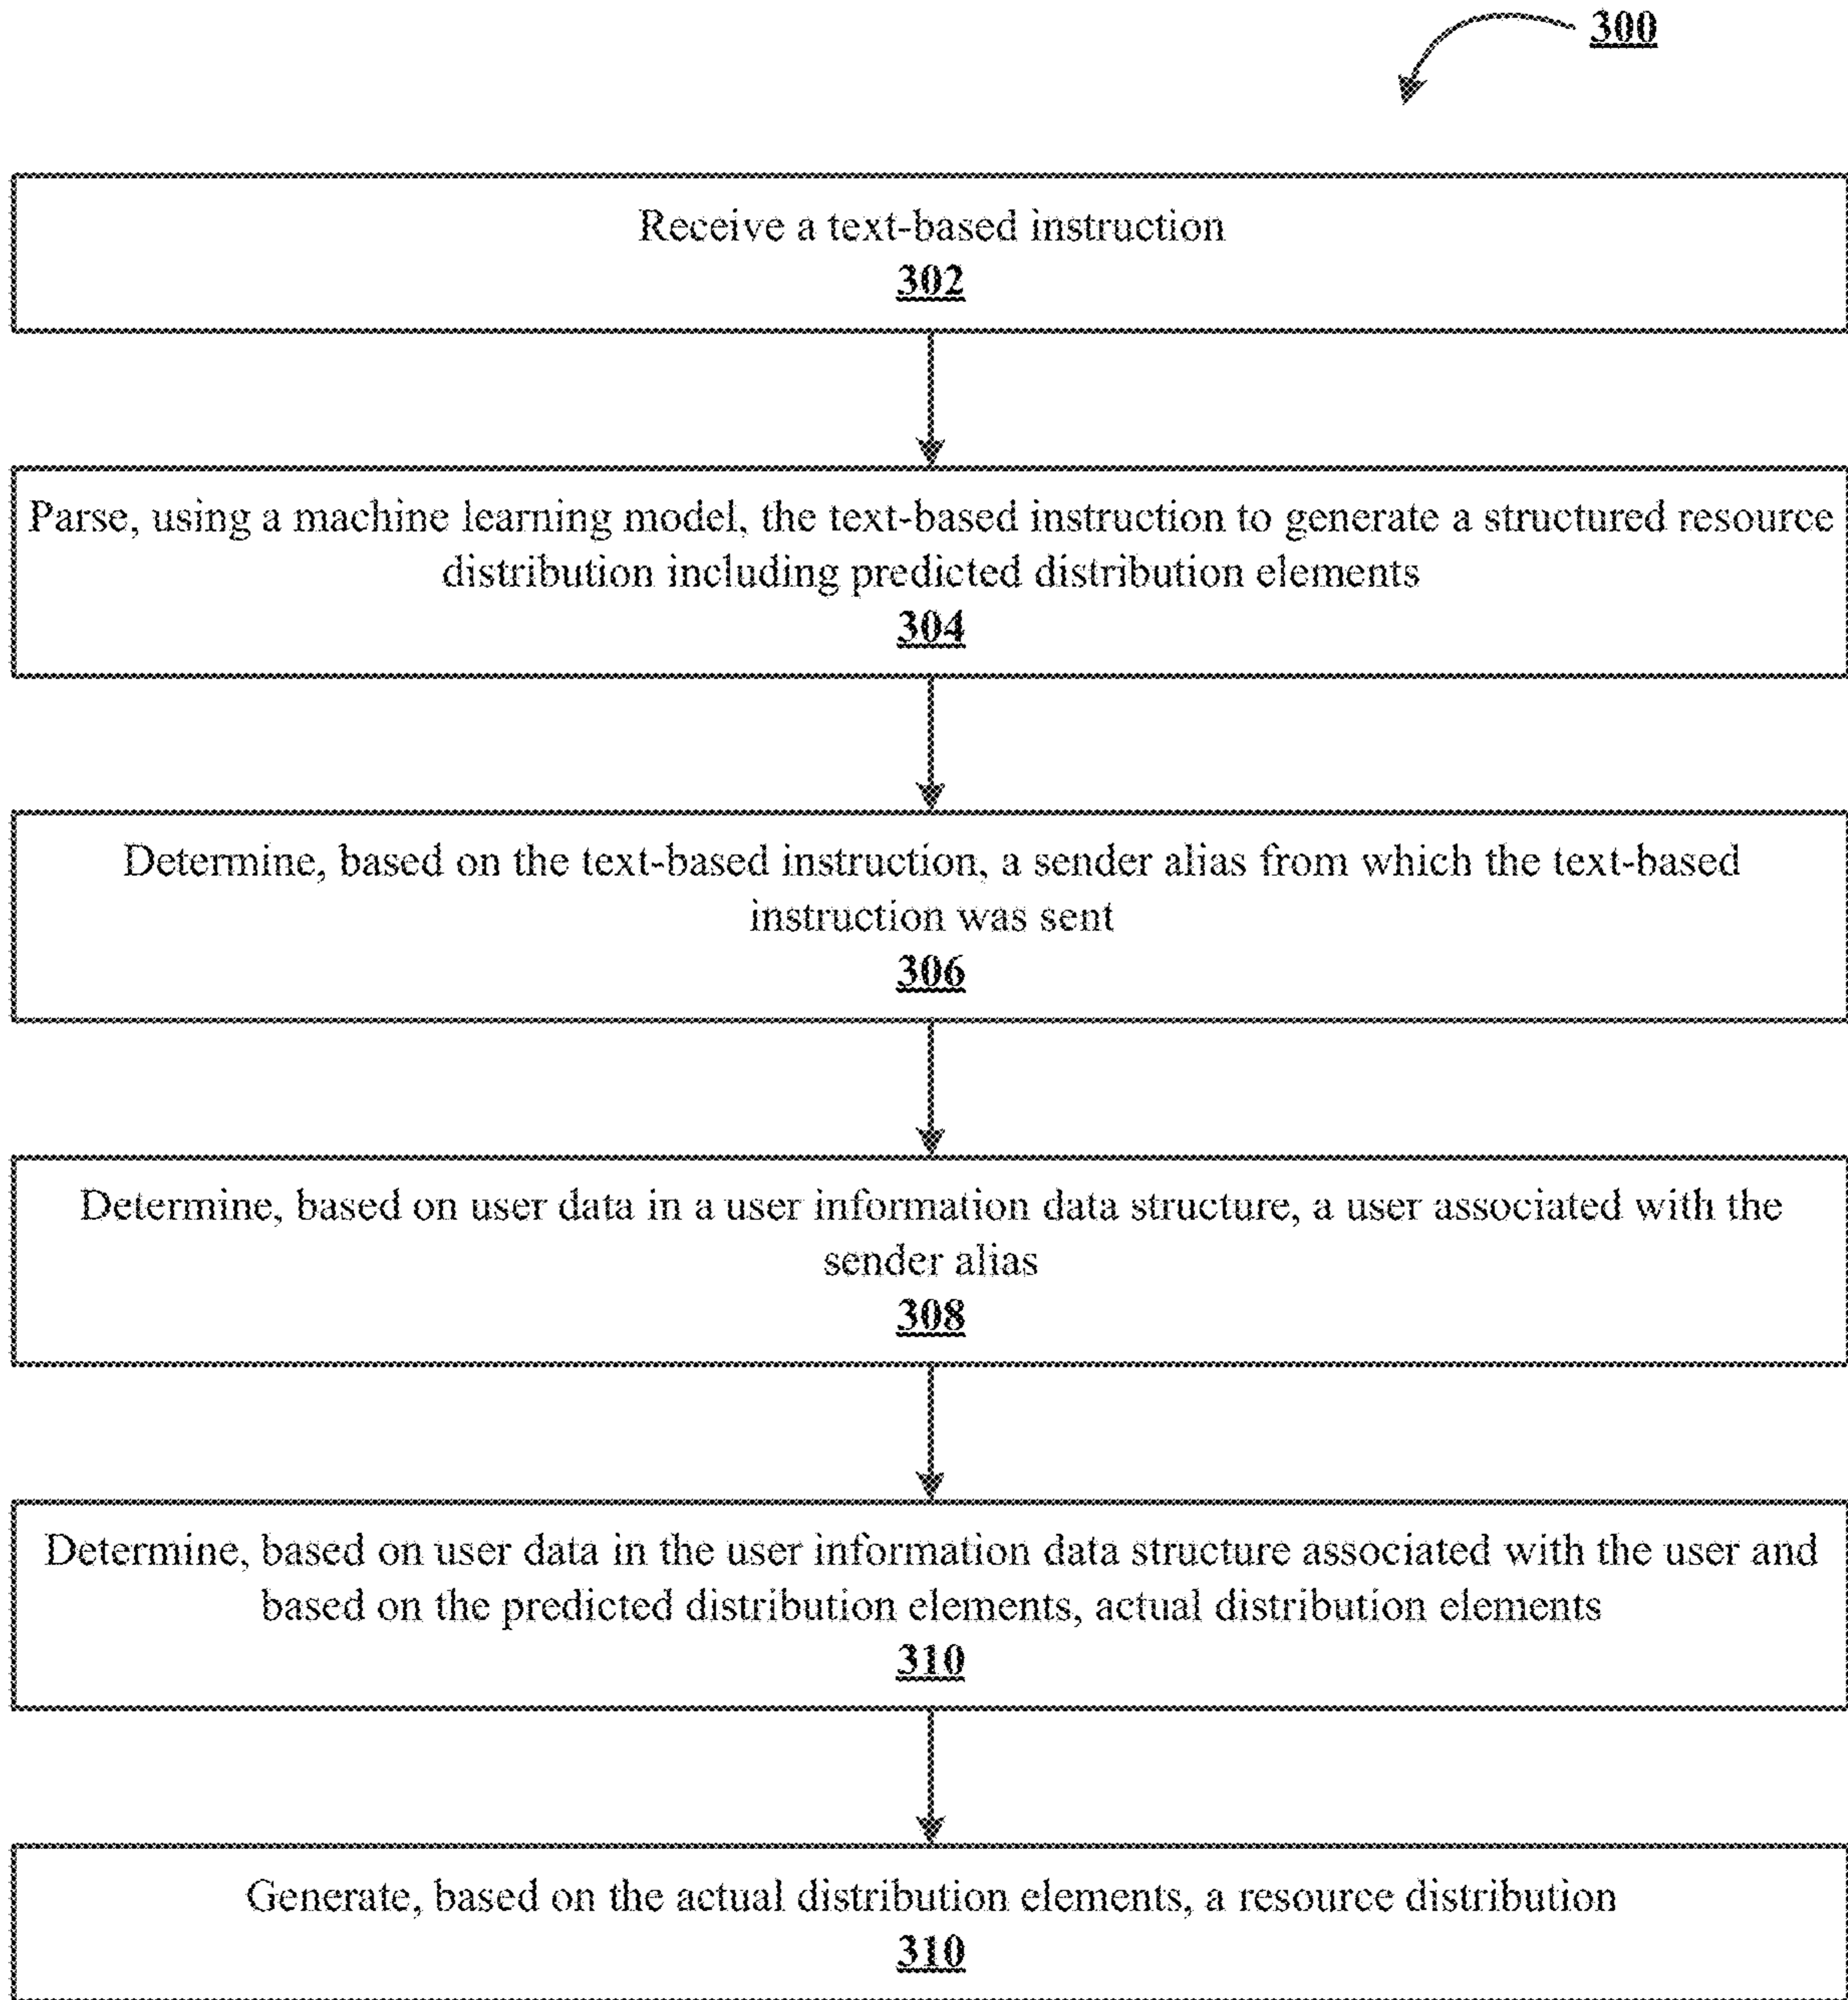 300
Receive a text-based instruction
302
Parse, using a machine learning model, the text-based instruction to generate a structured resource
distribution including predicted distribution elements
304
Determine, based on the text-based instruction, a sender alias from which the text-based
instruction was sent
306
Determine, based on user data in a user information data structure, a user associated with the
sender alias
308
Determine, based on user data in the user information data structure associated with the user and
based on the predicted distribution elements, actual distribution elements
310
Generate, based on the actual distribution elements, a resource distribution
310